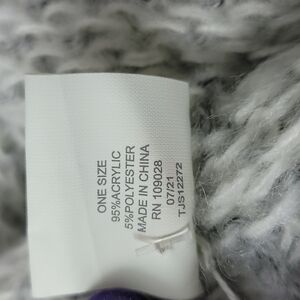 ONE SIZE
95%ACRYLIC
5%POLYESTER
MADE IN CHINA
RN 109028
07/21
TJS12272